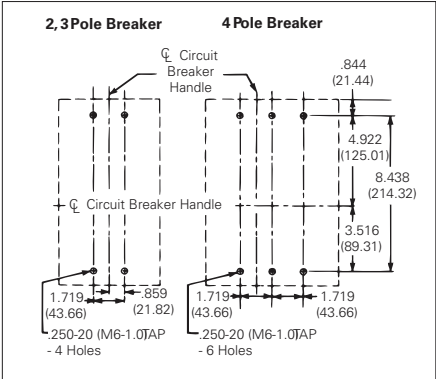 2, 3 Pole Breaker
4 Pole Breaker
℄ Circuit
Breaker
Handle
.844
(21.44)
4.922
(125.01)
8.438
(214.32)
℄ Circuit Breaker Handle
3.516
(89.31)
1.719
(43.66)
.859
(21.82)
1.719
(43.66)
1.719
(43.66)
.250-20 (M6-1.0)TAP
- 4 Holes
.250-20 (M6-1.0)TAP
- 6 Holes